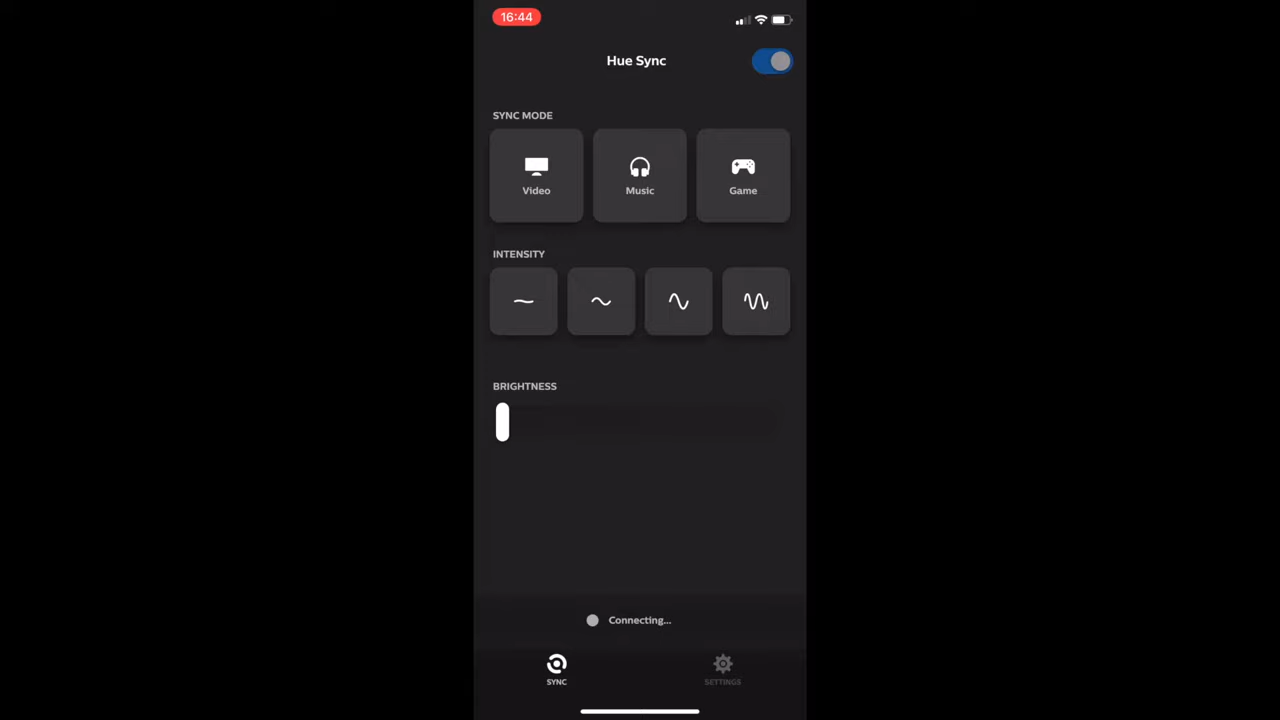 16:44
Hue Sync
SYNC MODE
Video
Music
Game
INTENSITY
BRIGHTNESS
Connecting...
SYNC
SETTINGS